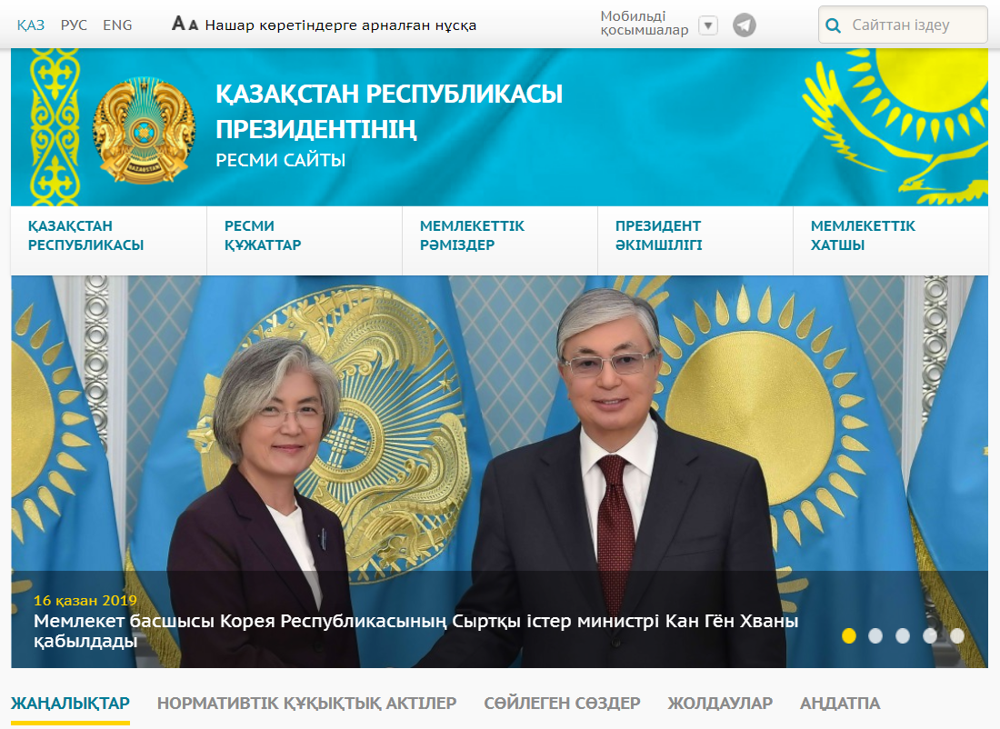 ҚАЗ РУС ENG
Аа Нашар көретіндерге арналған нұсқа
Мобильді
қосымшалар
Сайттан іздеу
ҚАЗАҚСТАН РЕСПУБЛИКАСЫ
ПРЕЗИДЕНТІНІҢ
РЕСМИ САЙТЫ
QAZAQSTAN
ҚАЗАҚСТАН
РЕСПУБЛИКАСЫ
РЕСМИ
ҚҰЖАТТАР
МЕМЛЕКЕТТІК
РӘМІЗДЕР
ПРЕЗИДЕНТ
ӘКІМШІЛІГІ
МЕМЛЕКЕТТІК
ХАТШЫ
16 қазан 2019
Мемлекет басшысы Корея Республикасының Сыртқы істер министрі Кан Гён Хваны
қабылдады
ЖАҢАЛЫҚТАР НОРМАТИВТІК ҚҰҚЫҚТЫҚ АКТІЛЕР СӨЙЛЕГЕН СӨЗДЕР ЖОЛДАУЛАР АҢДАТПА